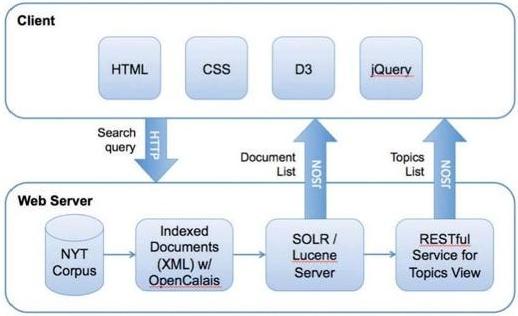 Client
HTML
CSS
D3
jQuery
Search
query
HTTP
Document
List
JSON
Topics
List
JSON
Web Server
NYT
Corpus
Indexed
Documents
(XML) w/
OpenCalais
SOLR /
Lucene
Server
RESTful
Service for
Topics View